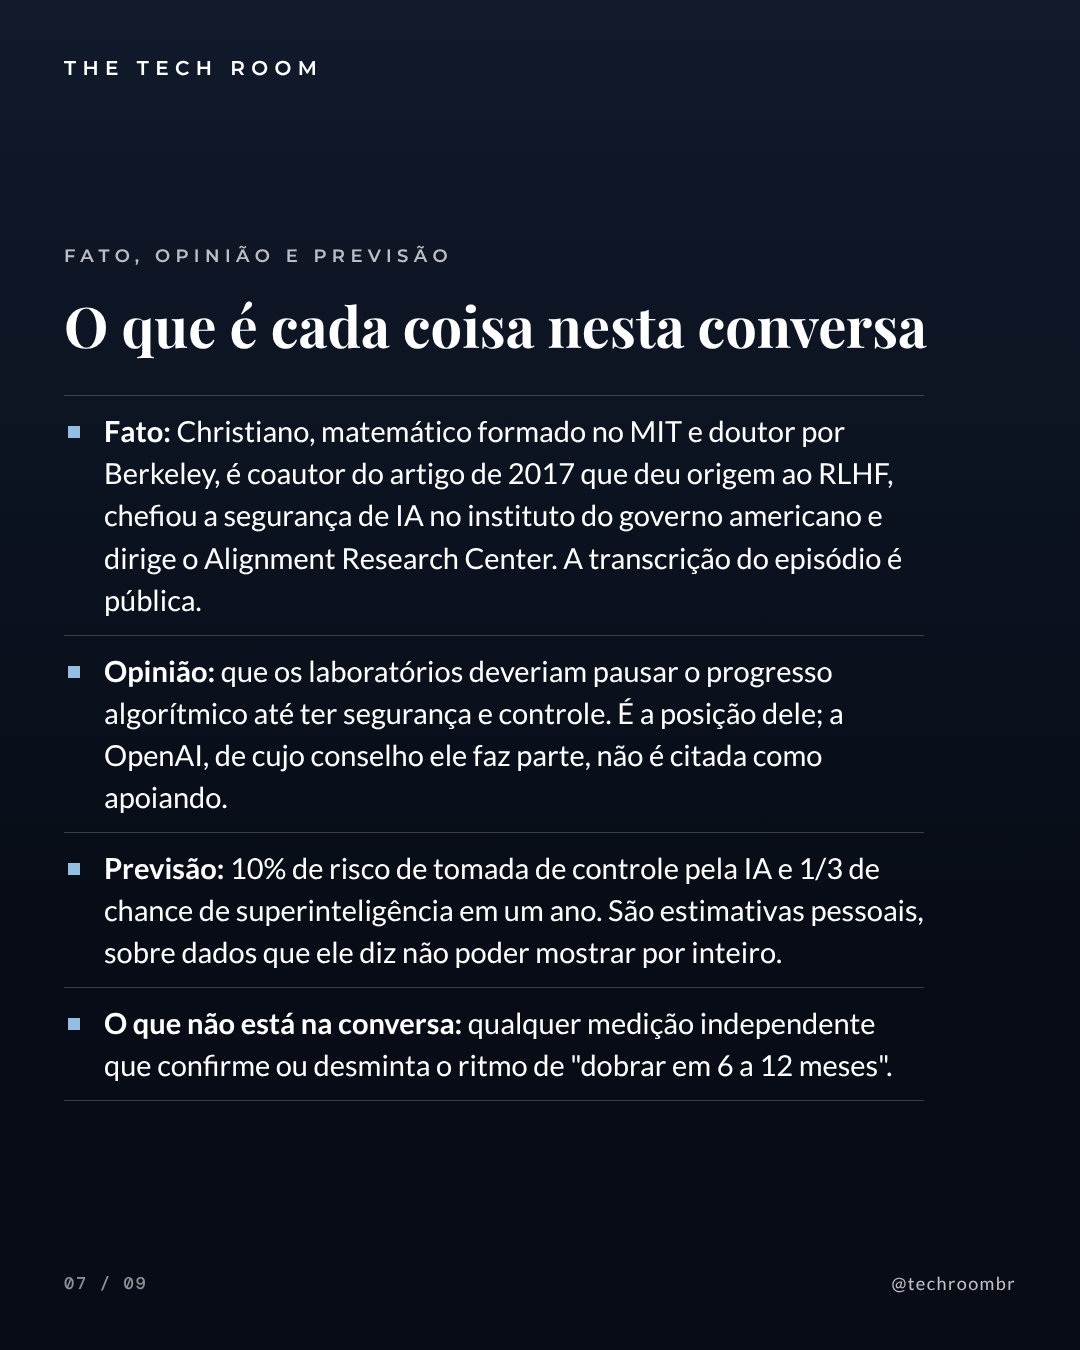 THE TECH ROOM
FATO, OPINIÃO E PREVISÃO
O que é cada coisa nesta conversa
Fato: Christiano, matemático formado no MIT e doutor por
Berkeley, é coautor do artigo de 2017 que deu origem ao RLHF,
chefiou a segurança de IA no instituto do governo americano e
dirige o Alignment Research Center. A transcrição do episódio é
pública.
Opinião: que os laboratórios deveriam pausar o progresso
algorítmico até ter segurança e controle. É a posição dele; a
OpenAI, de cujo conselho ele faz parte, não é citada como
apoiando.
Previsão: 10% de risco de tomada de controle pela IA e 1/3 de
chance de superinteligência em um ano. São estimativas pessoais,
sobre dados que ele diz não poder mostrar por inteiro.
O que não está na conversa: qualquer medição independente
que confirme ou desminta o ritmo de "dobrar em 6 a 12 meses".
07 / 09
@techroombr